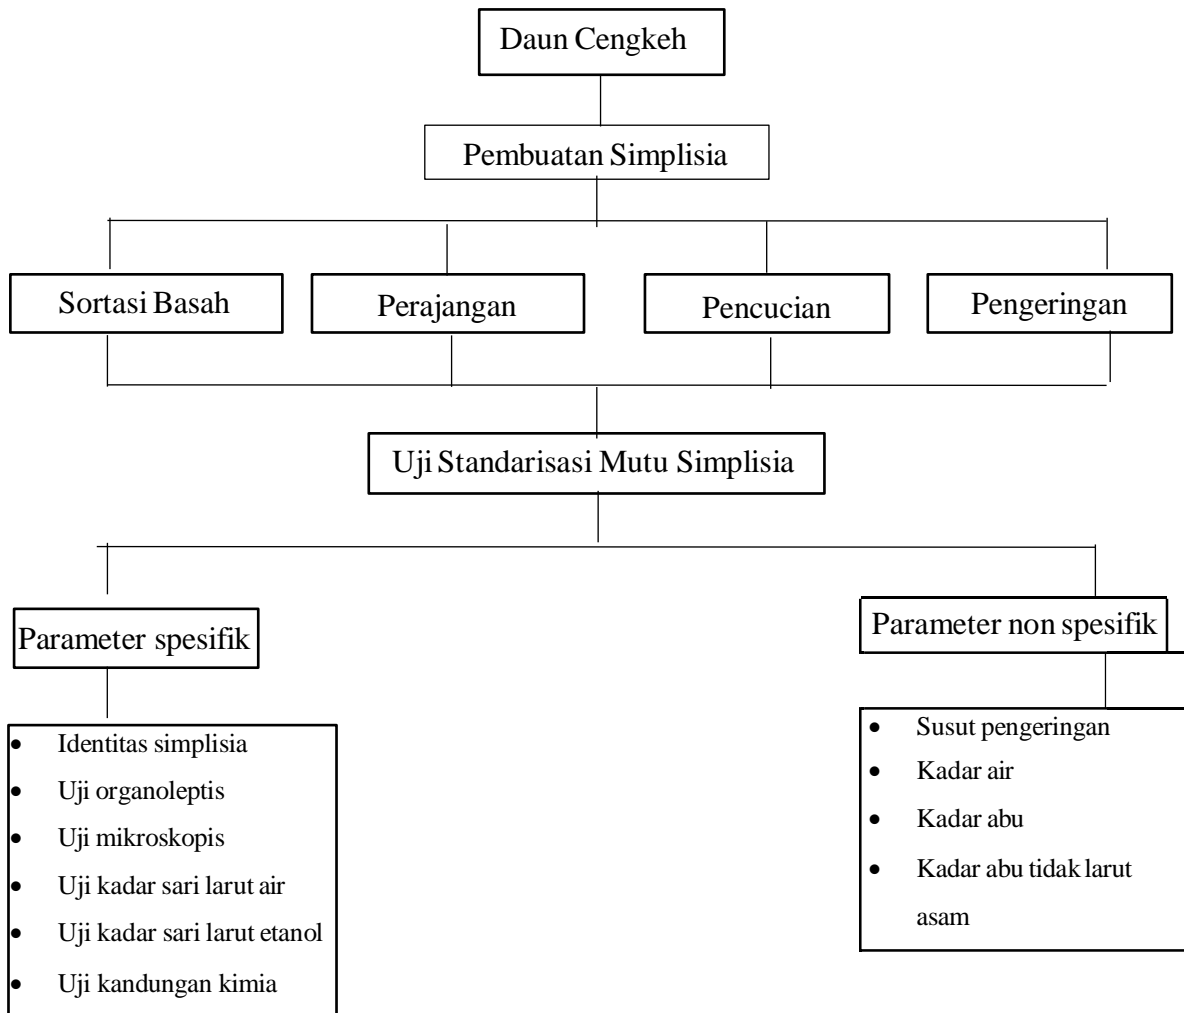 Daun Cengkeh
Pembuatan Simplisia
Sortasi Basah
Perajangan
Pencucian
Pengeringan
Uji Standarisasi Mutu Simplisia
Parameter spesifik
Parameter non spesifik
• Identitas simplisia
• Uji organoleptis
• Uji mikroskopis
• Uji kadar sari larut air
• Uji kadar sari larut etanol
• Uji kandungan kimia
• Susut pengeringan
• Kadar air
• Kadar abu
• Kadar abu tidak larut
asam